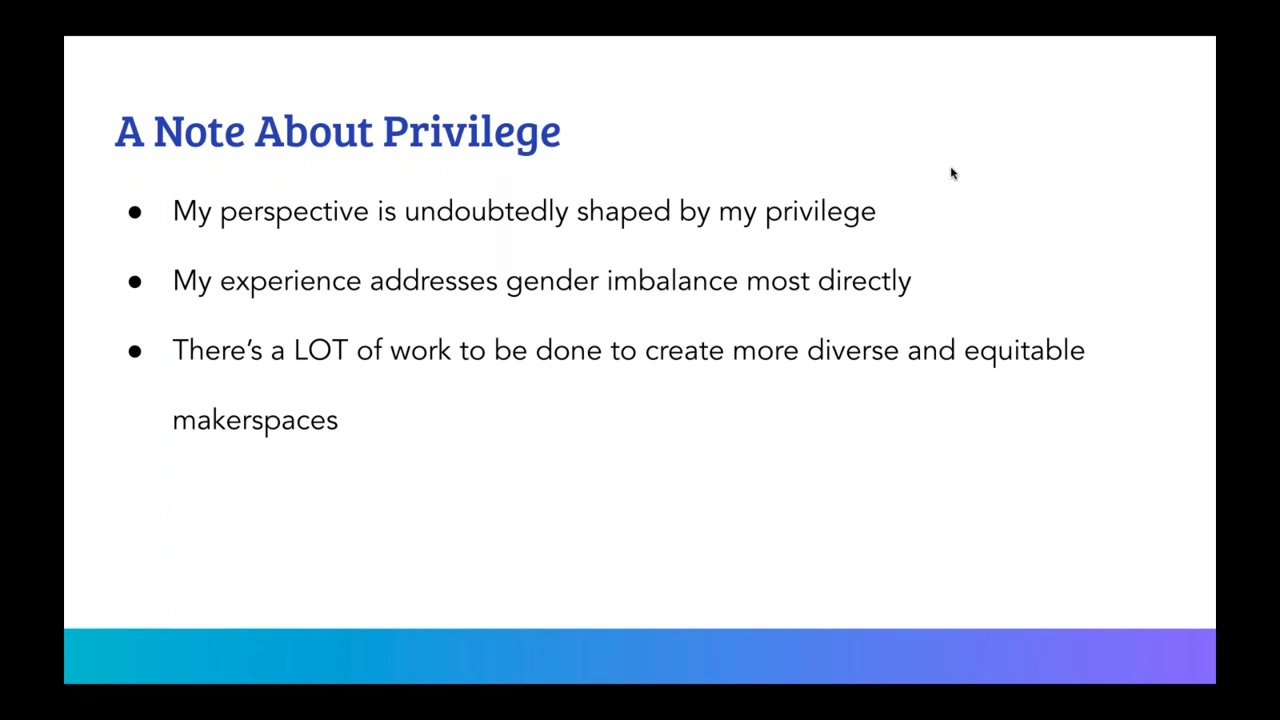 A Note About Privilege
● My perspective is undoubtedly shaped by my privilege
● My experience addresses gender imbalance most directly
● There’s a LOT of work to be done to create more diverse and equitable
makerspaces